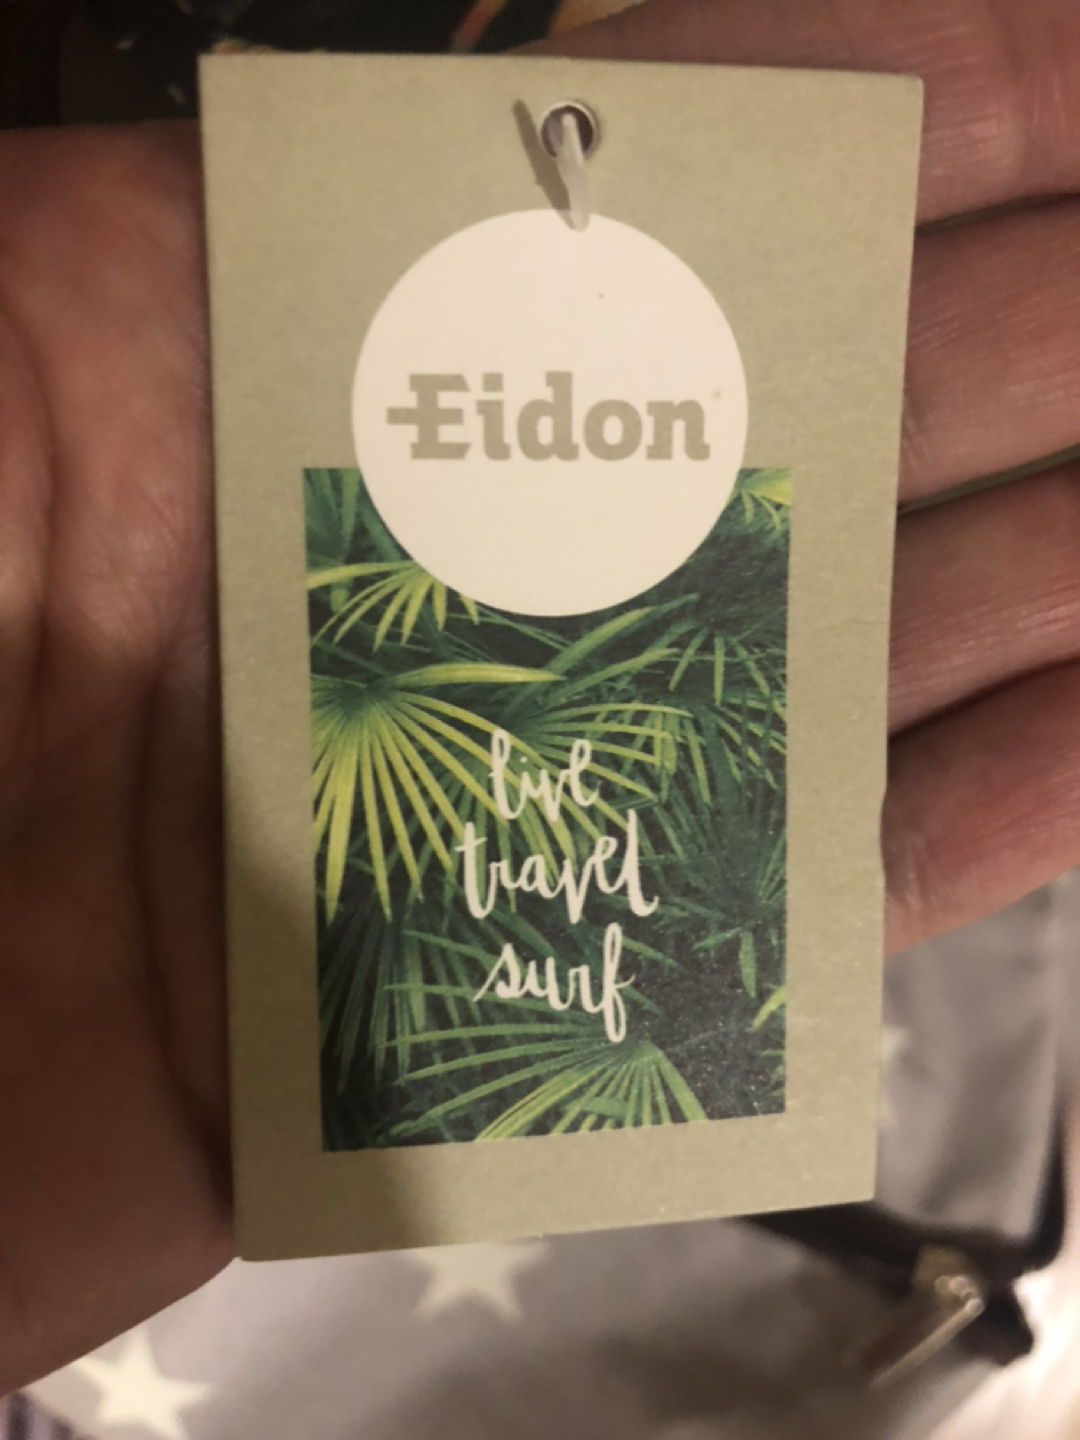 Eidon
live
travel
surf